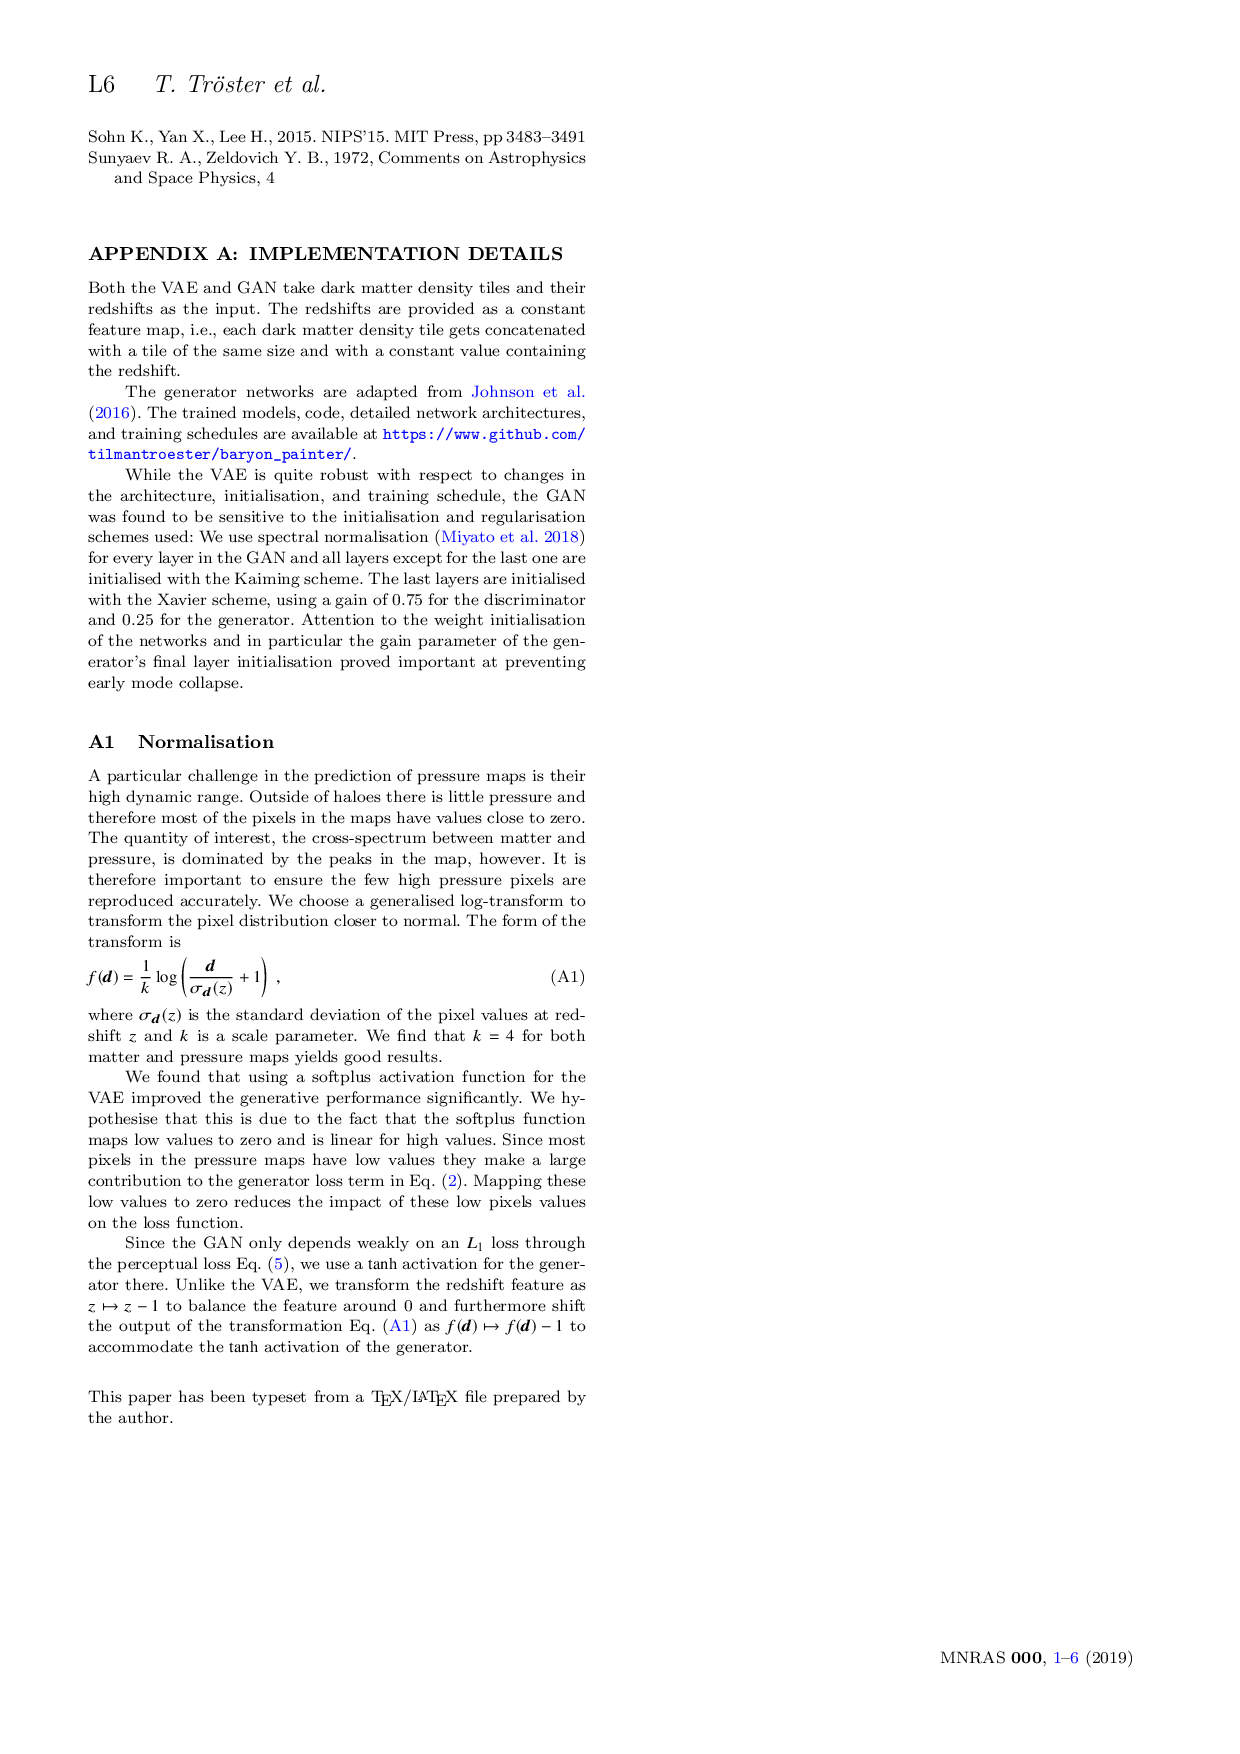 L6 T. Tröster et al.
Sohn K., Yan X., Lee H., 2015. NIPS'15. MIT Press, pp 3483–3491
Sunyaev R. A., Zeldovich Y. B., 1972, Comments on Astrophysics
and Space Physics, 4
APPENDIX A: IMPLEMENTATION DETAILS
Both the VAE and GAN take dark matter density tiles and their
redshifts as the input. The redshifts are provided as a constant
feature map, i.e., each dark matter density tile gets concatenated
with a tile of the same size and with a constant value containing
the redshift.
The generator networks are adapted from Johnson et al.
(2016). The trained models, code, detailed network architectures,
and training schedules are available at https://www.github.com/
tilmantroester/baryon_painter/.
While the VAE is quite robust with respect to changes in
the architecture, initialisation, and training schedule, the GAN
was found to be sensitive to the initialisation and regularisation
schemes used: We use spectral normalisation (Miyato et al. 2018)
for every layer in the GAN and all layers except for the last one are
initialised with the Kaiming scheme. The last layers are initialised
with the Xavier scheme, using a gain of 0.75 for the discriminator
and 0.25 for the generator. Attention to the weight initialisation
of the networks and in particular the gain parameter of the gen-
erator's final layer initialisation proved important at preventing
early mode collapse.
A1 Normalisation
A particular challenge in the prediction of pressure maps is their
high dynamic range. Outside of haloes there is little pressure and
therefore most of the pixels in the maps have values close to zero.
The quantity of interest, the cross-spectrum between matter and
pressure, is dominated by the peaks in the map, however. It is
therefore important to ensure the few high pressure pixels are
reproduced accurately. We choose a generalised log-transform to
transform the pixel distribution closer to normal. The form of the
transform is
f(d) = 1/k log(d/σd(z) + 1) , (A1)
where σd(z) is the standard deviation of the pixel values at red-
shift z and k is a scale parameter. We find that k = 4 for both
matter and pressure maps yields good results.
We found that using a softplus activation function for the
VAE improved the generative performance significantly. We hy-
pothesise that this is due to the fact that the softplus function
maps low values to zero and is linear for high values. Since most
pixels in the pressure maps have low values they make a large
contribution to the generator loss term in Eq. (2). Mapping these
low values to zero reduces the impact of these low pixels values
on the loss function.
Since the GAN only depends weakly on an L1 loss through
the perceptual loss Eq. (5), we use a tanh activation for the gener-
ator there. Unlike the VAE, we transform the redshift feature as
z ↦ z − 1 to balance the feature around 0 and furthermore shift
the output of the transformation Eq. (A1) as f(d) ↦ f(d) − 1 to
accommodate the tanh activation of the generator.
This paper has been typeset from a TEX/LATEX file prepared by
the author.
MNRAS 000, 1–6 (2019)